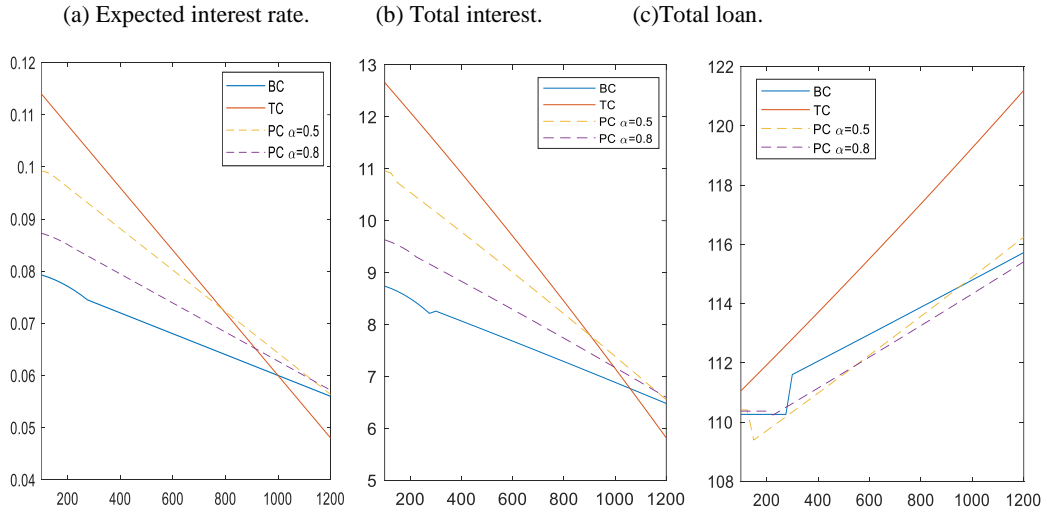 (a) Expected interest rate. (b) Total interest. (c)Total loan.
0.12
0.11
0.1
0.09
0.08
0.07
0.06
0.05
0.04
200 400 600 800 1000 1200
BC
TC
PC α=0.5
PC α=0.8
13
12
11
10
9
8
7
6
5
200 400 600 800 1000 1200
BC
TC
PC α=0.5
PC α=0.8
122
120
118
116
114
112
110
108
200 400 600 800 1000 1200
BC
TC
PC α=0.5
PC α=0.8